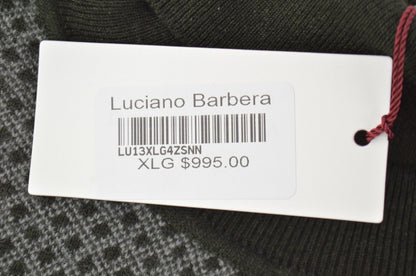 Luciano Barbera
LU13XLG4ZSNN
XLG $995.00